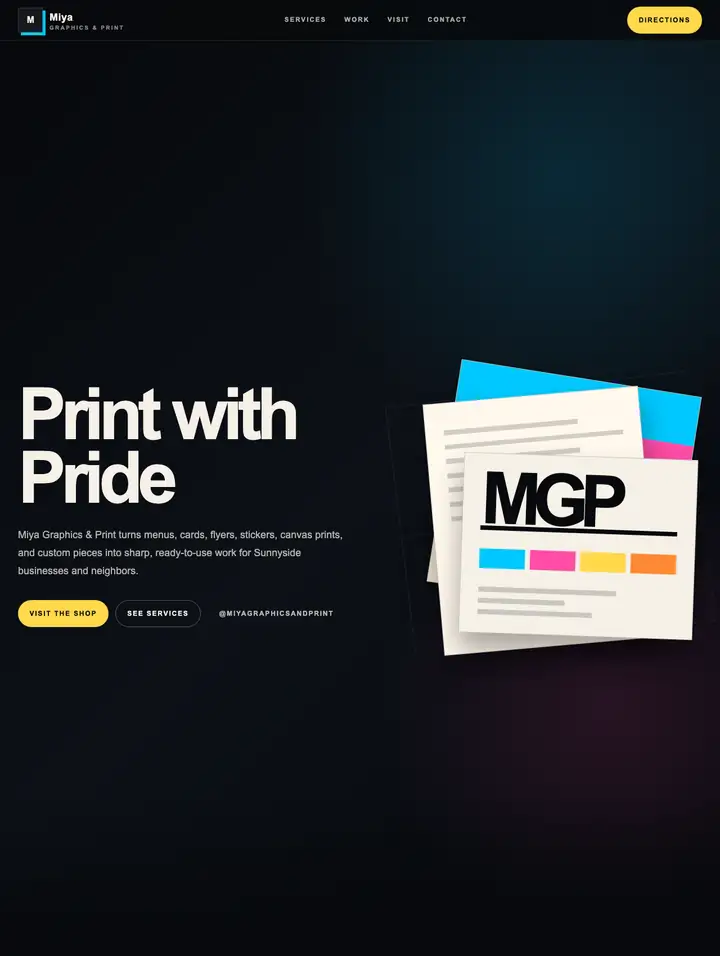 M
Miya
GRAPHICS & PRINT
SERVICES
WORK
VISIT
CONTACT
DIRECTIONS
Print with
Pride
Miya Graphics & Print turns menus, cards, flyers, stickers, canvas prints,
and custom pieces into sharp, ready-to-use work for Sunnyside
businesses and neighbors.
VISIT THE SHOP
SEE SERVICES
@MIYAGRAPHICSANDPRINT
MGP